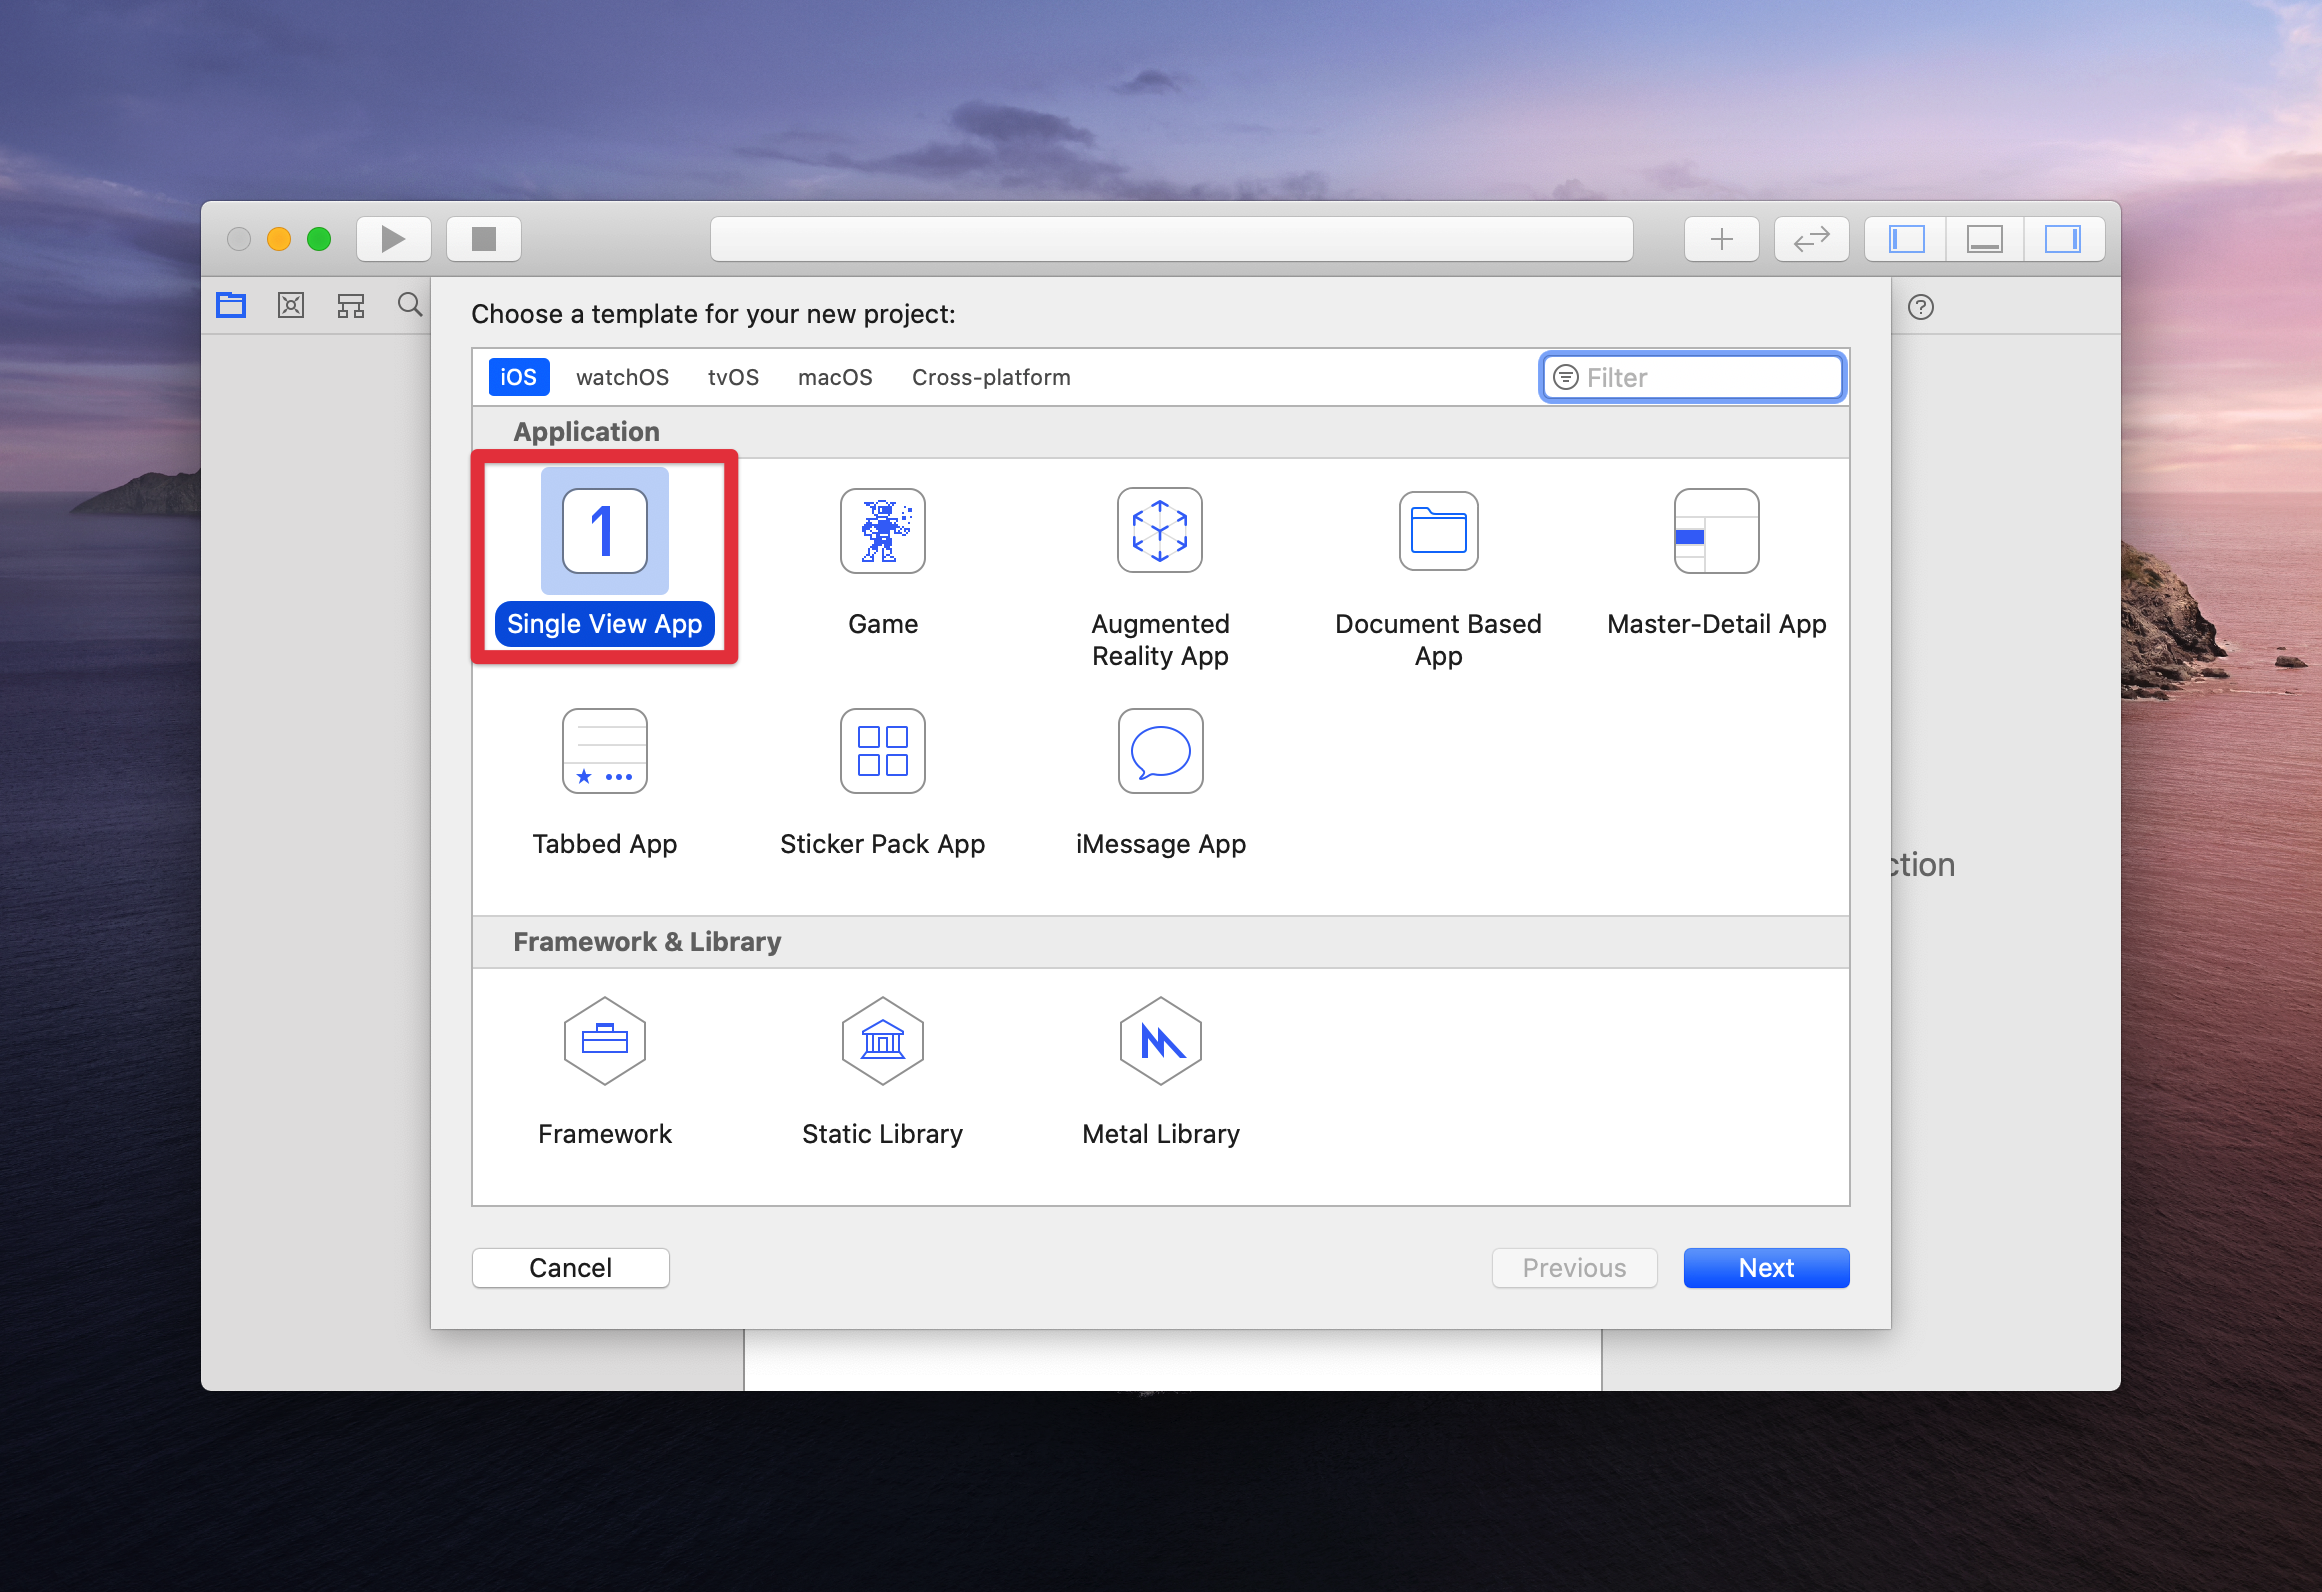 Choose a template for your new project:
iOS watchOS tvOS macOS Cross-platform Filter
Application
1
Single View App
Game
Augmented
Reality App
Document Based
App
Master-Detail App
Tabbed App
Sticker Pack App
iMessage App
ction
Framework & Library
Framework
Static Library
Metal Library
Cancel
Previous
Next